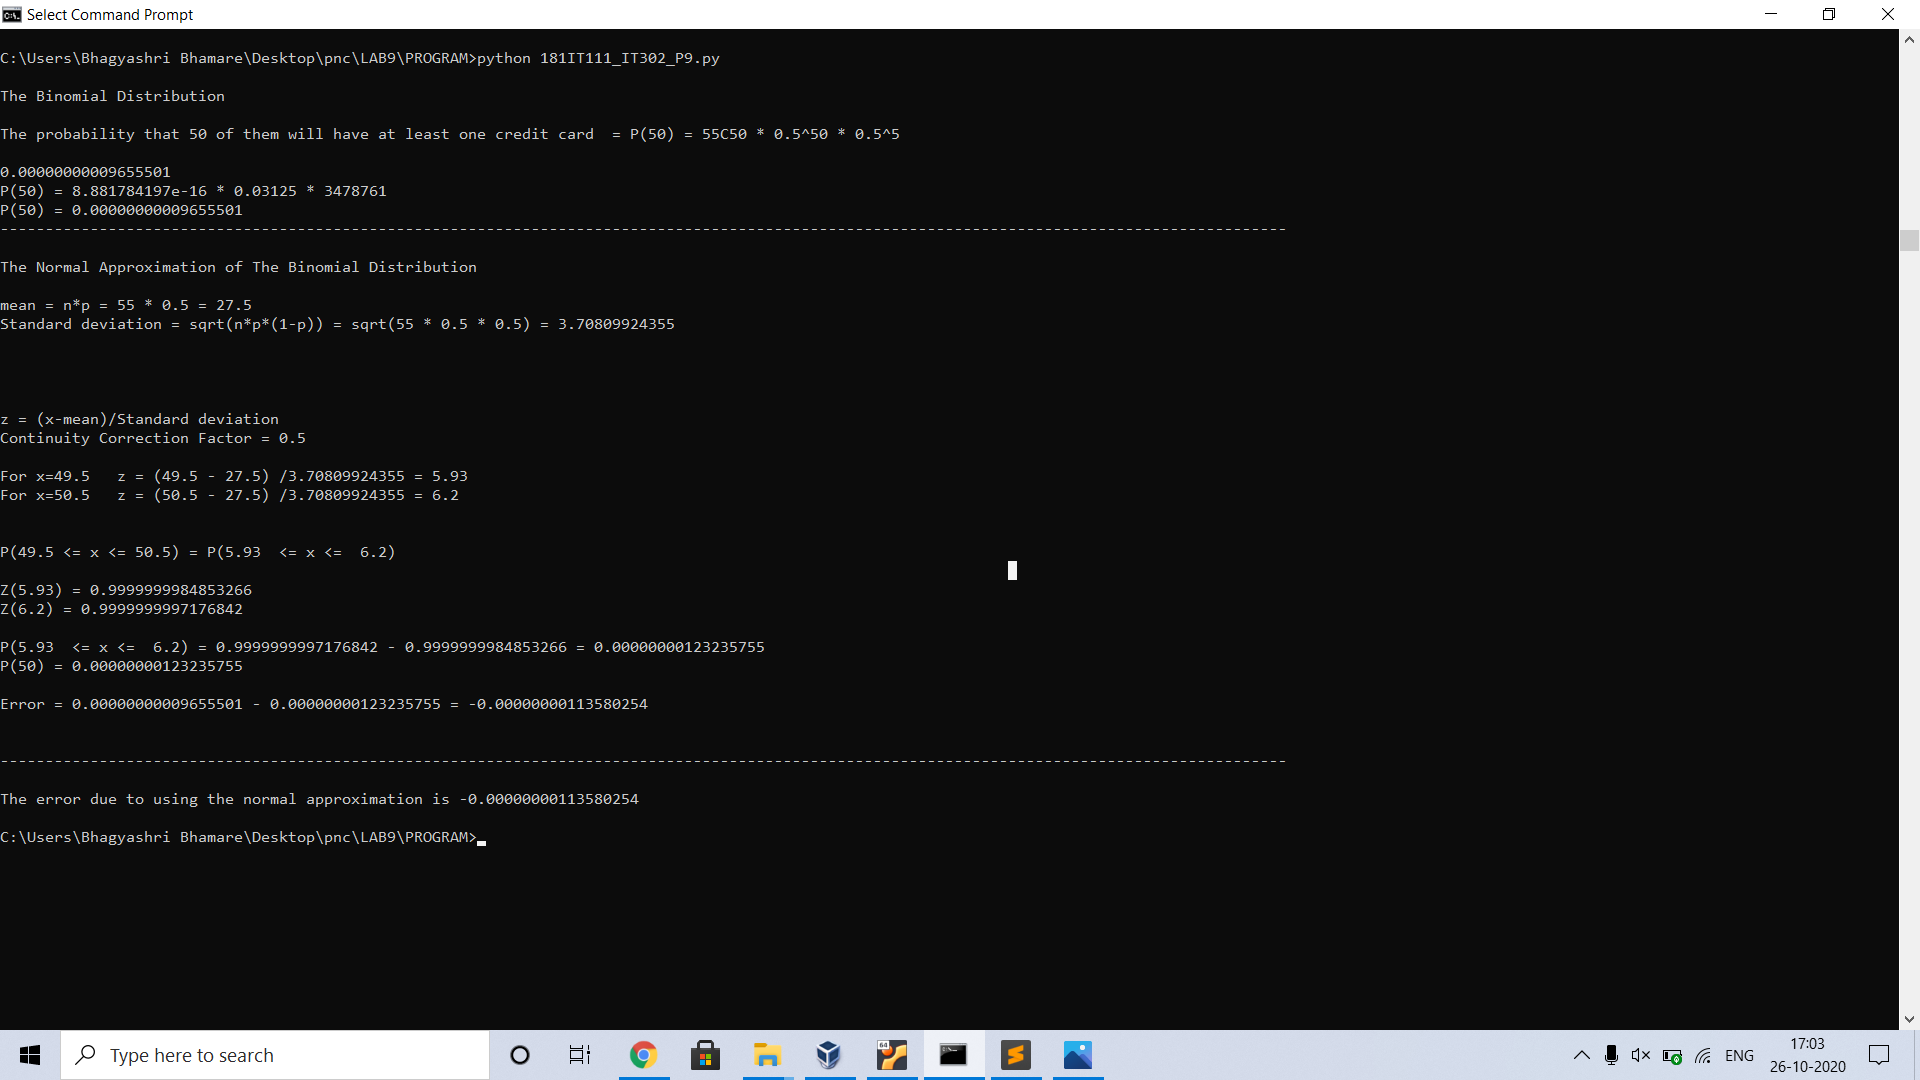 Select Command Prompt
C:\Users\Bhagyashri Bhamare\Desktop\pnc\LAB9\PROGRAM>python 181IT111_IT302_P9.py
The Binomial Distribution
The probability that 50 of them will have at least one credit card  = P(50) = 55C50 * 0.5^50 * 0.5^5
0.00000000009655501
P(50) = 8.881784197e-16 * 0.03125 * 3478761
P(50) = 0.00000000009655501
-----------------------------------------------------------------------------------------------------------------------------------------------
The Normal Approximation of The Binomial Distribution
mean = n*p = 55 * 0.5 = 27.5
Standard deviation = sqrt(n*p*(1-p)) = sqrt(55 * 0.5 * 0.5) = 3.70809924355
z = (x-mean)/Standard deviation
Continuity Correction Factor = 0.5
For x=49.5   z = (49.5 - 27.5) /3.70809924355 = 5.93
For x=50.5   z = (50.5 - 27.5) /3.70809924355 = 6.2
P(49.5 <= x <= 50.5) = P(5.93  <= x <=  6.2)
Z(5.93) = 0.9999999984853266
Z(6.2) = 0.9999999997176842
P(5.93  <= x <=  6.2) = 0.9999999997176842 - 0.9999999984853266 = 0.00000000123235755
P(50) = 0.00000000123235755
Error = 0.00000000009655501 - 0.00000000123235755 = -0.00000000113580254
-----------------------------------------------------------------------------------------------------------------------------------------------
The error due to using the normal approximation is -0.00000000113580254
C:\Users\Bhagyashri Bhamare\Desktop\pnc\LAB9\PROGRAM>
Type here to search
64
ENG
17:03
26-10-2020